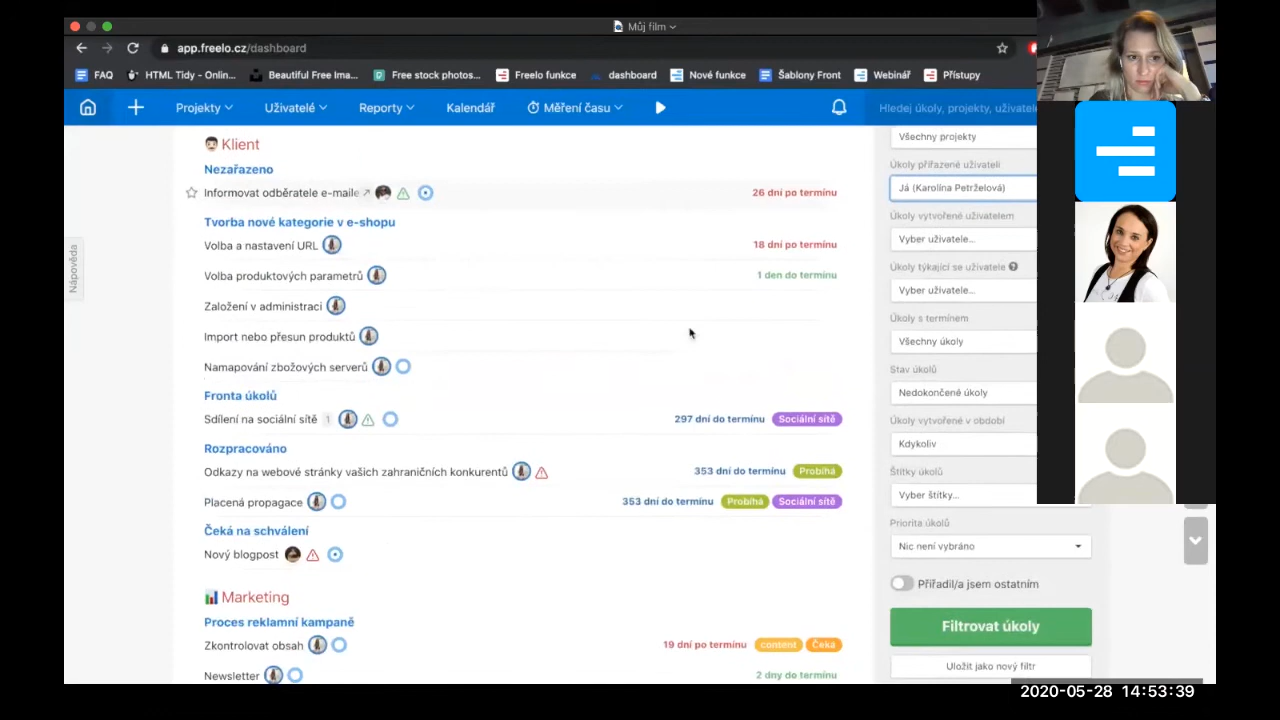 Můj film
app.freelo.cz/dashboard
FAQ
HTML Tidy - Onlin...
Beautiful Free Ima...
Free stock photos...
Freelo funkce
dashboard
Nové funkce
Šablony Front
Webinář
Přístupy
Projekty
Uživatelé
Reporty
Kalendář
Měření času
Hledej úkoly, projekty, uživatele
Nápověda
Klient
Nezařazeno
Informovat odběratele e-maile
26 dní po termínu
Tvorba nové kategorie v e-shopu
Volba a nastavení URL
18 dní po termínu
Volba produktových parametrů
1 den do termínu
Založení v administraci
Import nebo přesun produktů
Namapování zbožových serverů
Fronta úkolů
Sdílení na sociální sítě 1
297 dní do termínu Sociální sítě
Rozpracováno
Odkazy na webové stránky vašich zahraničních konkurentů
353 dní do termínu Probíhá
Placená propagace
353 dní do termínu Probíhá Sociální sítě
Čeká na schválení
Nový blogpost
Marketing
Proces reklamní kampaně
Zkontrolovat obsah
19 dní po termínu content Čeká
Newsletter
2 dny do termínu
Všechny projekty
Úkoly přiřazené uživateli
Já (Karolína Petrželová)
Úkoly vytvořené uživatelem
Vyber uživatele...
Úkoly týkající se uživatele
Vyber uživatele...
Úkoly s termínem
Všechny úkoly
Stav úkolů
Nedokončené úkoly
Úkoly vytvořené v období
Kdykoliv
Štítky úkolů
Vyber štítky...
Priorita úkolů
Nic není vybráno
Přiřadil/a jsem ostatním
Filtrovat úkoly
Uložit jako nový filtr
2020-05-28 14:53:39